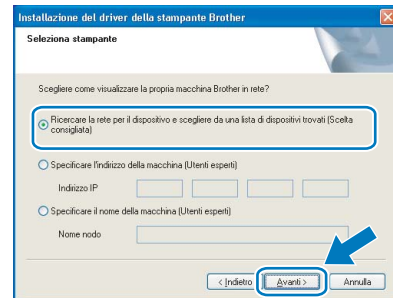 Installazione del driver della stampante Brother
Seleziona stampante
Scegliere come visualizzare la propria macchina Brother in rete?
Ricercare la rete per il dispositivo e scegliere da una lista di dispositivi trovati (Scelta
consigliata)
Specificare l'indirizzo della macchina (Utenti esperti)
Indirizzo IP
Specificare il nome della macchina (Utenti esperti)
Nome nodo
< Indietro Avanti > Annulla